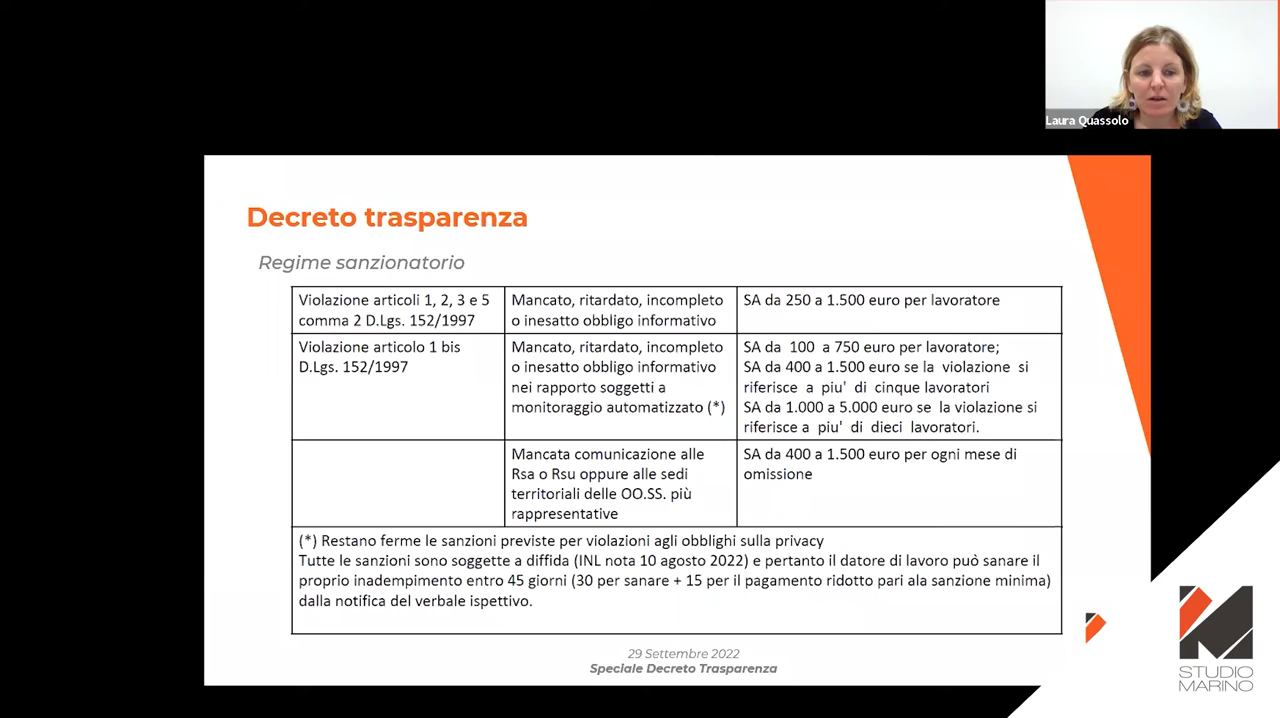 Laura Quassolo
Decreto trasparenza
Regime sanzionatorio
Violazione articoli 1, 2, 3 e 5
comma 2 D.Lgs. 152/1997
Mancato, ritardato, incompleto
o inesatto obbligo informativo
SA da 250 a 1.500 euro per lavoratore
Violazione articolo 1 bis
D.Lgs. 152/1997
Mancato, ritardato, incompleto
o inesatto obbligo informativo
nei rapporto soggetti a
monitoraggio automatizzato (*)
SA da 100 a 750 euro per lavoratore;
SA da 400 a 1.500 euro se la violazione si
riferisce a piu' di cinque lavoratori
SA da 1.000 a 5.000 euro se la violazione si
riferisce a piu' di dieci lavoratori.
Mancata comunicazione alle
Rsa o Rsu oppure alle sedi
territoriali delle OO.SS. più
rappresentative
SA da 400 a 1.500 euro per ogni mese di
omissione
(*) Restano ferme le sanzioni previste per violazioni agli obblighi sulla privacy
Tutte le sanzioni sono soggette a diffida (INL nota 10 agosto 2022) e pertanto il datore di lavoro può sanare il
proprio inadempimento entro 45 giorni (30 per sanare + 15 per il pagamento ridotto pari ala sanzione minima)
dalla notifica del verbale ispettivo.
29 Settembre 2022
Speciale Decreto Trasparenza
STUDIO
MARINO